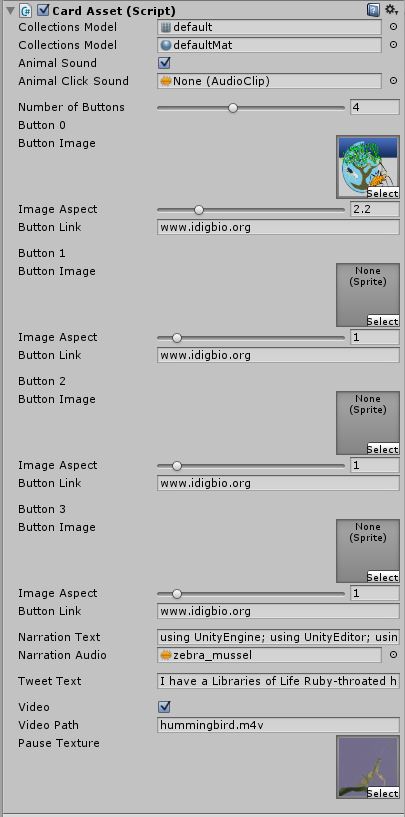 Card Asset (Script)
Collections Model default
Collections Model defaultMat
Animal Sound
Animal Click Sound None (AudioClip)
Number of Buttons 4
Button 0
Button Image
Select
Image Aspect 2.2
Button Link www.idigbio.org
Button 1
Button Image None (Sprite)
Select
Image Aspect 1
Button Link www.idigbio.org
Button 2
Button Image None (Sprite)
Select
Image Aspect 1
Button Link www.idigbio.org
Button 3
Button Image None (Sprite)
Select
Image Aspect 1
Button Link www.idigbio.org
Narration Text using UnityEngine; using UnityEditor; usin
Narration Audio zebra_mussel
Tweet Text I have a Libraries of Life Ruby-throated h
Video
Video Path hummingbird.m4v
Pause Texture
Select